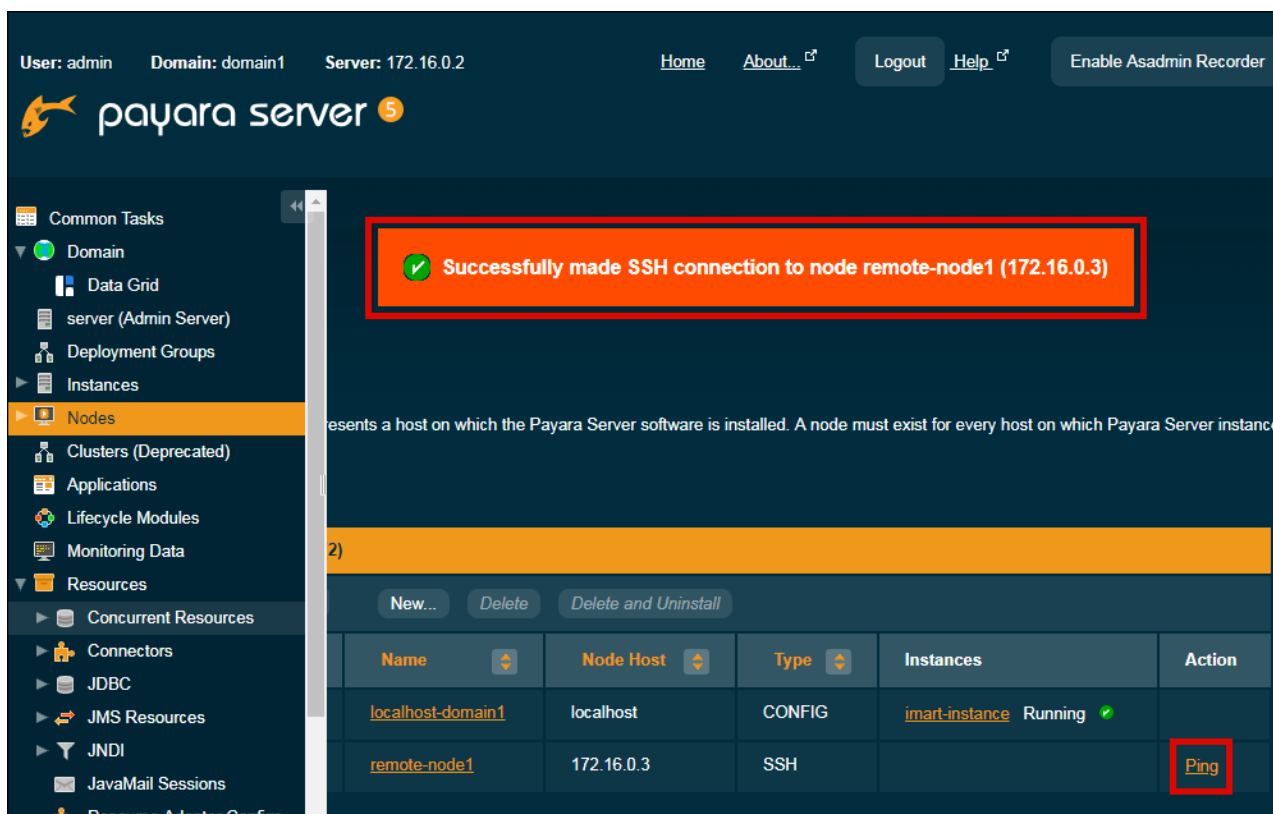 User: admin Domain: domain1 Server: 172.16.0.2 Home About... Logout Help Enable Asadmin Recorder
payara server 5
Common Tasks
Domain
Data Grid
server (Admin Server)
Deployment Groups
Instances
Nodes
Clusters (Deprecated)
Applications
Lifecycle Modules
Monitoring Data
Resources
Concurrent Resources
Connectors
JDBC
JMS Resources
JNDI
JavaMail Sessions
Successfully made SSH connection to node remote-node1 (172.16.0.3)
resents a host on which the Payara Server software is installed. A node must exist for every host on which Payara Server instanc
2)
New... Delete Delete and Uninstall
Name Node Host Type Instances Action
localhost-domain1 localhost CONFIG imart-instance Running
remote-node1 172.16.0.3 SSH Ping